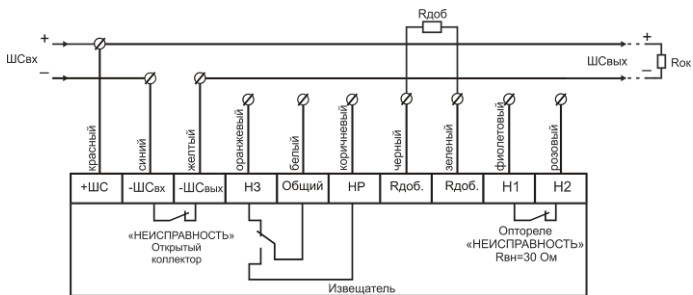 Rдоб
+
+
ШСвх
ШСвых
Rок
–
–
красный
синий
желтый
оранжевый
белый
коричневый
черный
зеленый
фиолетовый
розовый
+ШС
-ШСвх
-ШСвых
НЗ
Общий
НР
Rдоб.
Rдоб.
Н1
Н2
«НЕИСПРАВНОСТЬ»
Открытый
коллектор
Оптореле
«НЕИСПРАВНОСТЬ»
Rвн=30 Ом
Извещатель